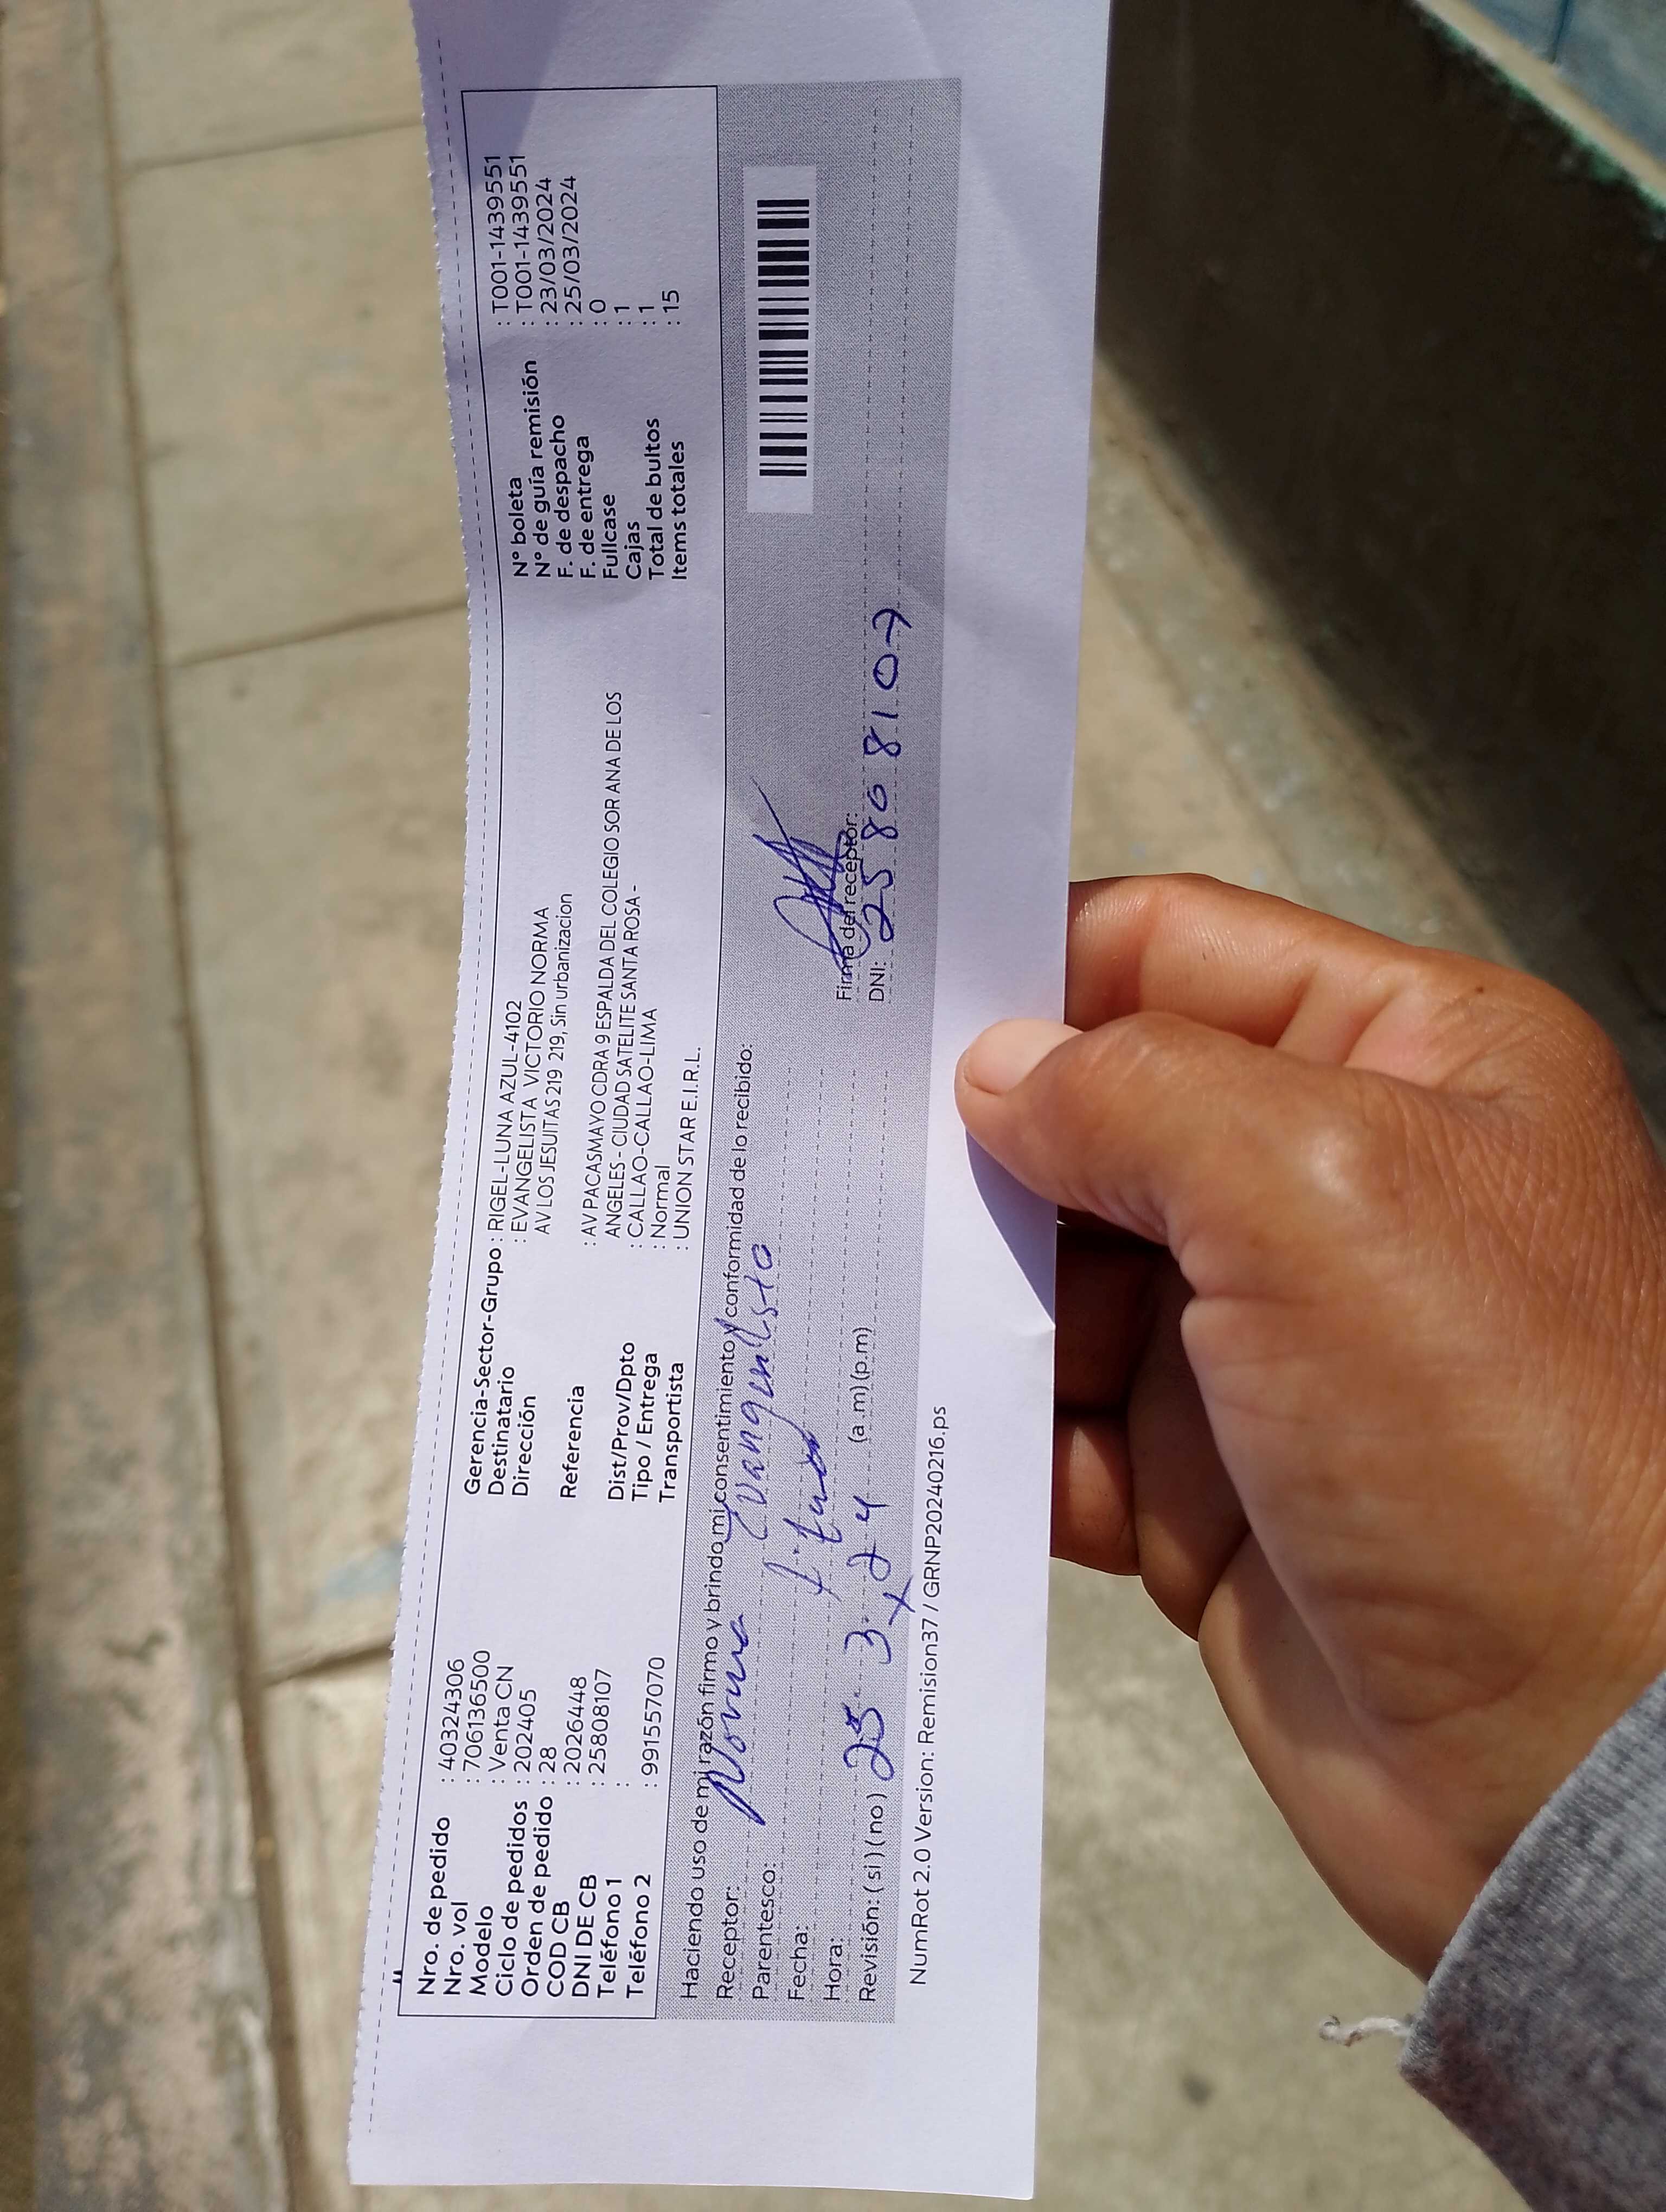 Nro. de pedido : 40324306
Nro. vol : 706136500
Modelo : Venta CN
Ciclo de pedidos : 202405
Orden de pedido : 28
COD CB : 20264448
DNI DE CB : 25808107
Teléfono 1 :
Teléfono 2 : 991557070
Gerencia-Sector-Grupo : RIGEL-LUNA AZUL-4102
Destinatario : EVANGELISTA VICTORIO NORMA
Dirección AV LOS JESUITAS 219 219, Sin urbanizacion
Referencia : AV PACASMAYO CDRA 9 ESPALDA DEL COLEGIO SOR ANA DE LOS
ANGELES - CIUDAD SATELITE SANTA ROSA -
Dist/Prov/Dpto : CALLAO-CALLAO-LIMA
Tipo / Entrega : Normal
Transportista : UNION STAR E.I.R.L.
N° boleta : T001-1439551
N° de guía remisión : T001-1439551
F. de despacho : 23/03/2024
F. de entrega : 25/03/2024
Fullcase : 0
Cajas : 1
Total de bultos : 1
Items totales : 15
Haciendo uso de mi razón firmo y brindo mi consentimiento y conformidad de lo recibido:
Receptor: Norma Evangelista
Parentesco:
Fecha: 25 3 24
Hora: (a.m) (p.m)
Revisión: (si) (no)
Firma del receptor:
DNI: 25808107
NumRot 2.0 Version: Remision37 / GRNP20240216.ps